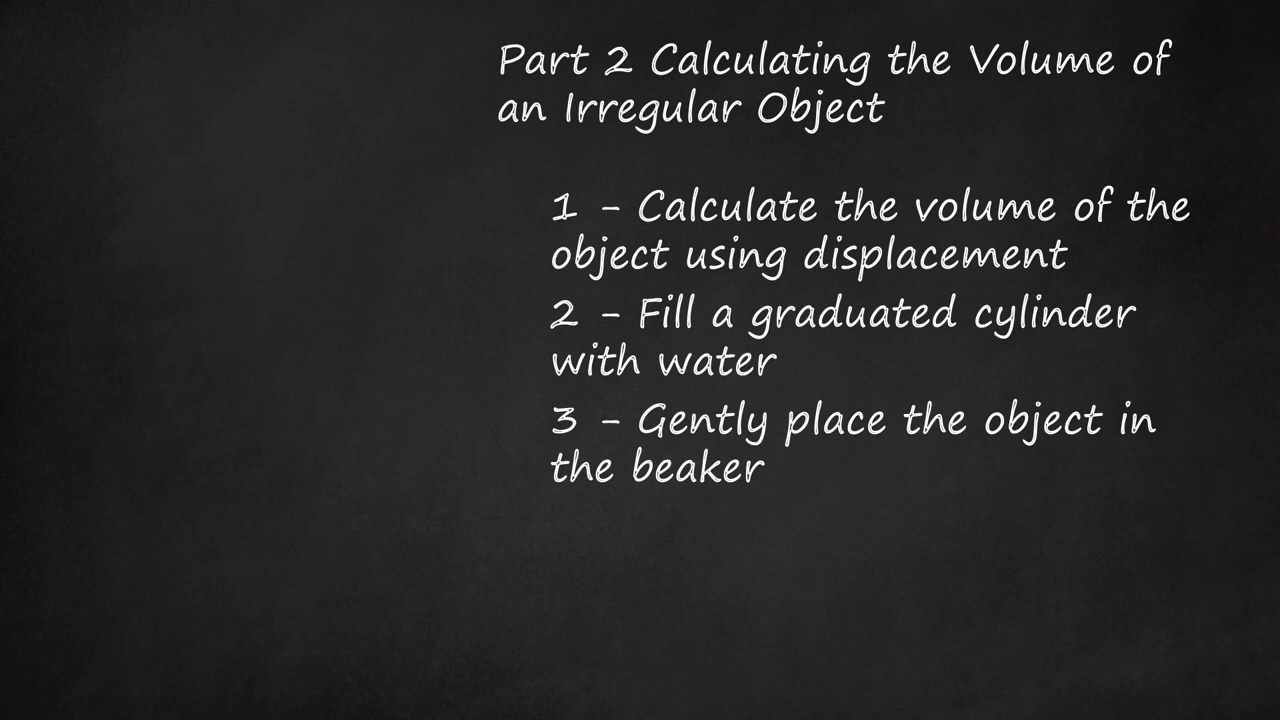 Part 2 Calculating the Volume of
an Irregular Object
1 - Calculate the volume of the
object using displacement
2 - Fill a graduated cylinder
with water
3 - Gently place the object in
the beaker